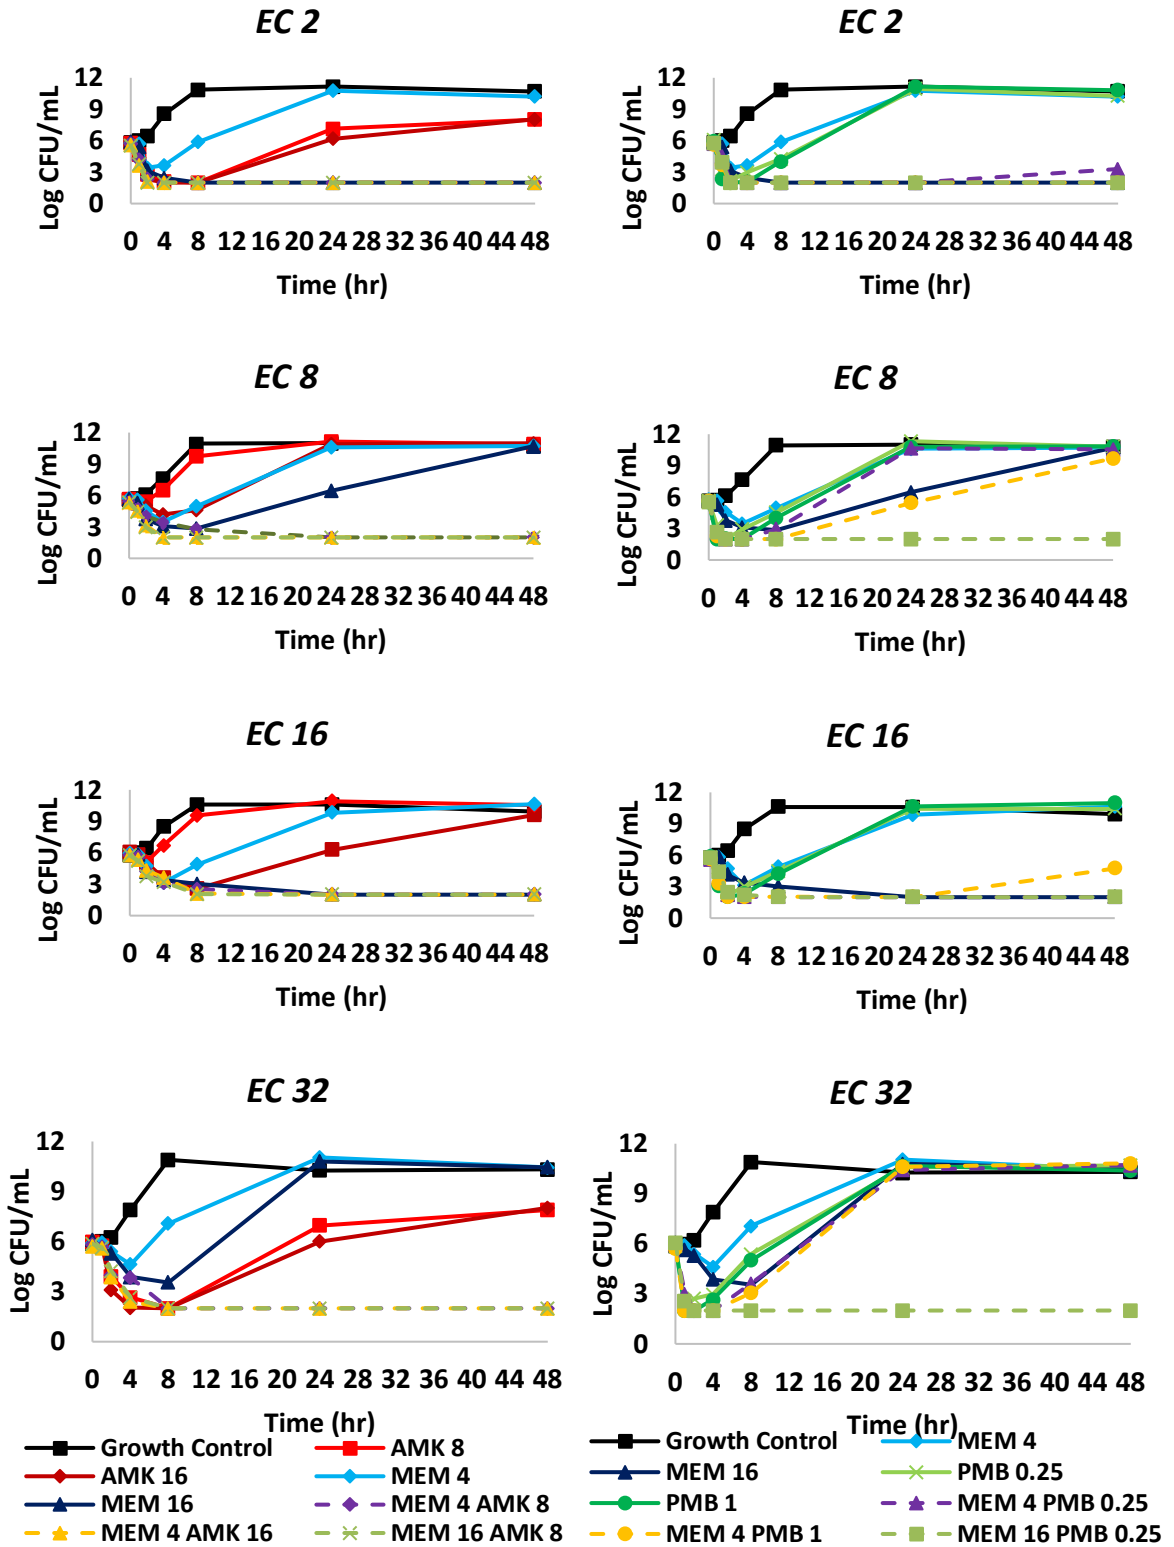 EC 2
EC 2
12
9
6
3
0
Log CFU/mL
0 4 8 12 16 20 24 28 32 36 40 44 48
Time (hr)
12
9
6
3
0
Log CFU/mL
0 4 8 12 16 20 24 28 32 36 40 44 48
Time (hr)
EC 8
EC 8
12
9
6
3
0
Log CFU/mL
0 4 8 12 16 20 24 28 32 36 40 44 48
Time (hr)
12
9
6
3
0
Log CFU/mL
0 4 8 12 16 20 24 28 32 36 40 44 48
Time (hr)
EC 16
EC 16
12
9
6
3
0
Log CFU/mL
0 4 8 12 16 20 24 28 32 36 40 44 48
Time (hr)
12
9
6
3
0
Log CFU/mL
0 4 8 12 16 20 24 28 32 36 40 44 48
Time (hr)
EC 32
EC 32
12
9
6
3
0
Log CFU/mL
0 4 8 12 16 20 24 28 32 36 40 44 48
Time (hr)
12
9
6
3
0
Log CFU/mL
0 4 8 12 16 20 24 28 32 36 40 44 48
Time (hr)
Growth Control AMK 8
AMK 16 MEM 4
MEM 16 MEM 4 AMK 8
MEM 4 AMK 16 MEM 16 AMK 8
Growth Control MEM 4
MEM 16 PMB 0.25
PMB 1 MEM 4 PMB 0.25
MEM 4 PMB 1 MEM 16 PMB 0.25